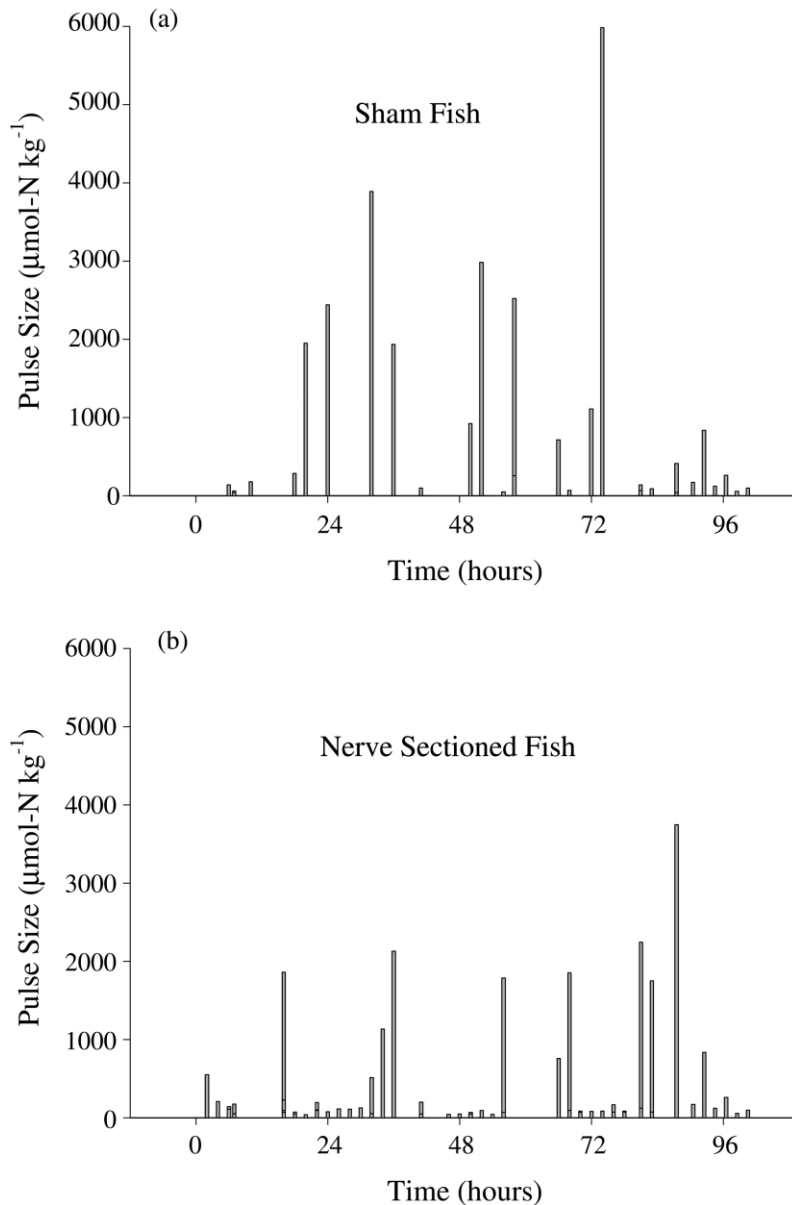 (a)
Sham Fish
Pulse Size (μmol-N kg⁻¹)
6000
5000
4000
3000
2000
1000
0
0 24 48 72 96
Time (hours)
(b)
Nerve Sectioned Fish
Pulse Size (μmol-N kg⁻¹)
6000
5000
4000
3000
2000
1000
0
0 24 48 72 96
Time (hours)